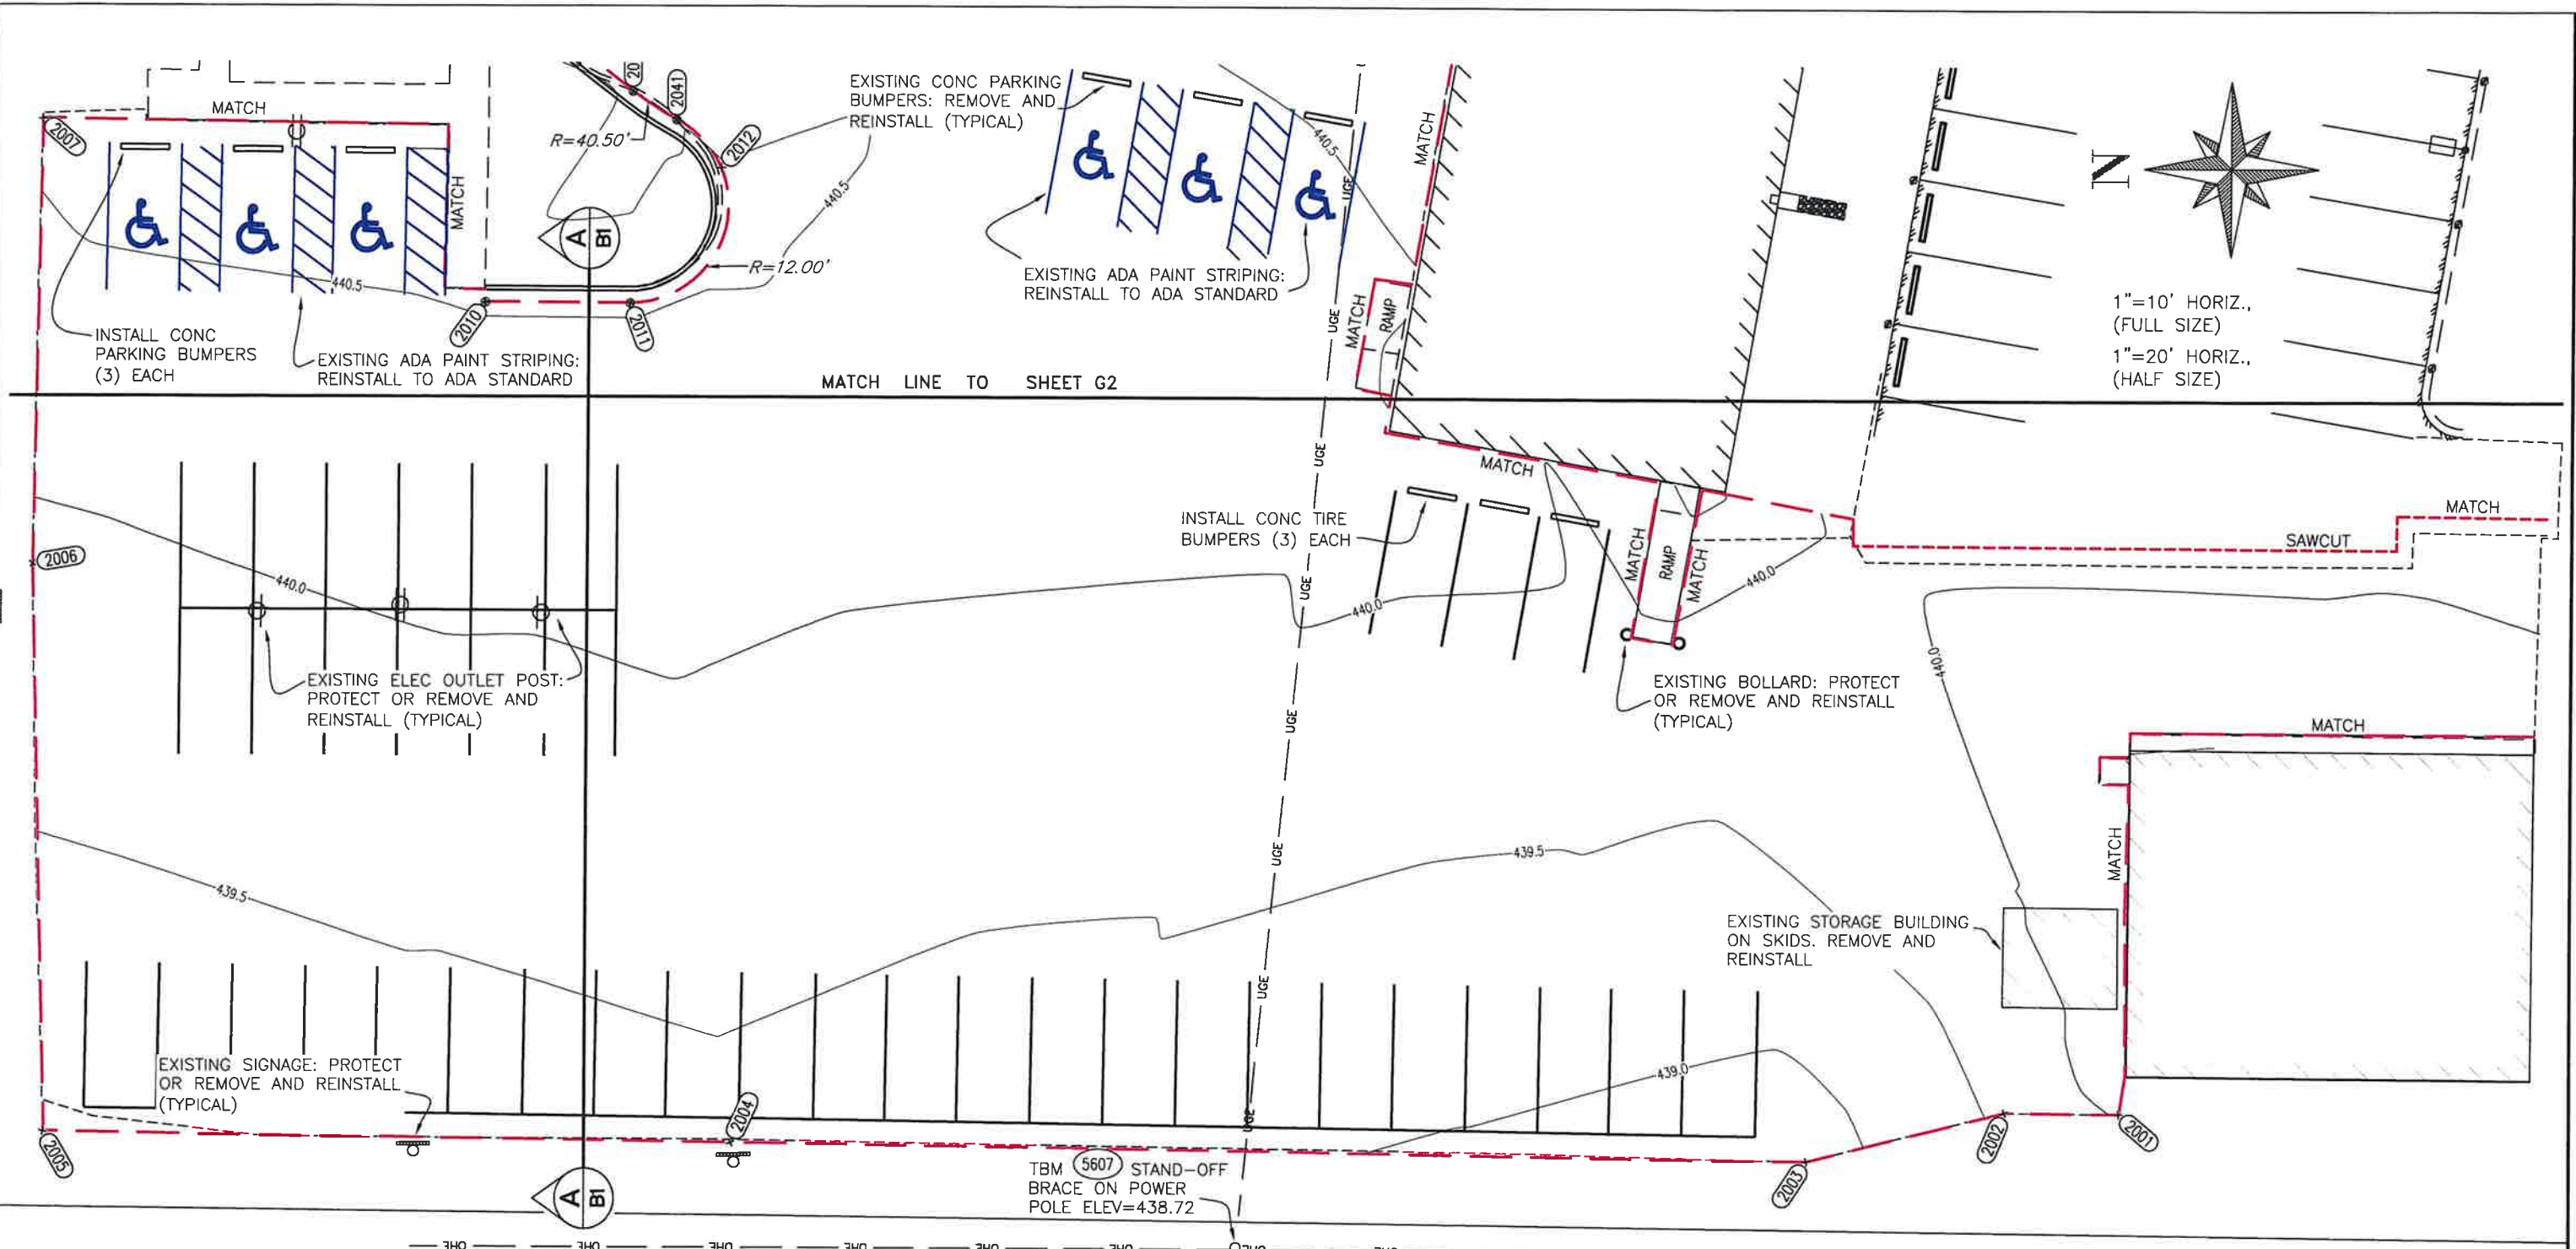 MATCH
2007
MATCH
20
2041
2012
R=40.50'
R=12.00'
440.5
440.5
A
B1
2010
2011
EXISTING CONC PARKING
BUMPERS: REMOVE AND
REINSTALL (TYPICAL)
440.5
MATCH
UGE
UGE
EXISTING ADA PAINT STRIPING:
REINSTALL TO ADA STANDARD
MATCH
RAMP
N
1"=10' HORIZ.,
(FULL SIZE)
1"=20' HORIZ.,
(HALF SIZE)
INSTALL CONC
PARKING BUMPERS
(3) EACH
EXISTING ADA PAINT STRIPING:
REINSTALL TO ADA STANDARD
MATCH LINE TO SHEET G2
UGE
MATCH
INSTALL CONC TIRE
BUMPERS (3) EACH
MATCH
RAMP
MATCH
MATCH
SAWCUT
2006
440.0
UGE
440.0
440.0
440.0
EXISTING ELEC OUTLET POST:
PROTECT OR REMOVE AND
REINSTALL (TYPICAL)
EXISTING BOLLARD: PROTECT
OR REMOVE AND REINSTALL
(TYPICAL)
UGE
MATCH
439.5
UGE
439.5
MATCH
EXISTING STORAGE BUILDING
ON SKIDS. REMOVE AND
REINSTALL
UGE
EXISTING SIGNAGE: PROTECT
OR REMOVE AND REINSTALL
(TYPICAL)
439.0
2005
2004
UGE
2003
2002
2001
TBM 5607 STAND-OFF
BRACE ON POWER
POLE ELEV=438.72
A
B1
OHE OHE OHE OHE OHE OHE OHE OHE